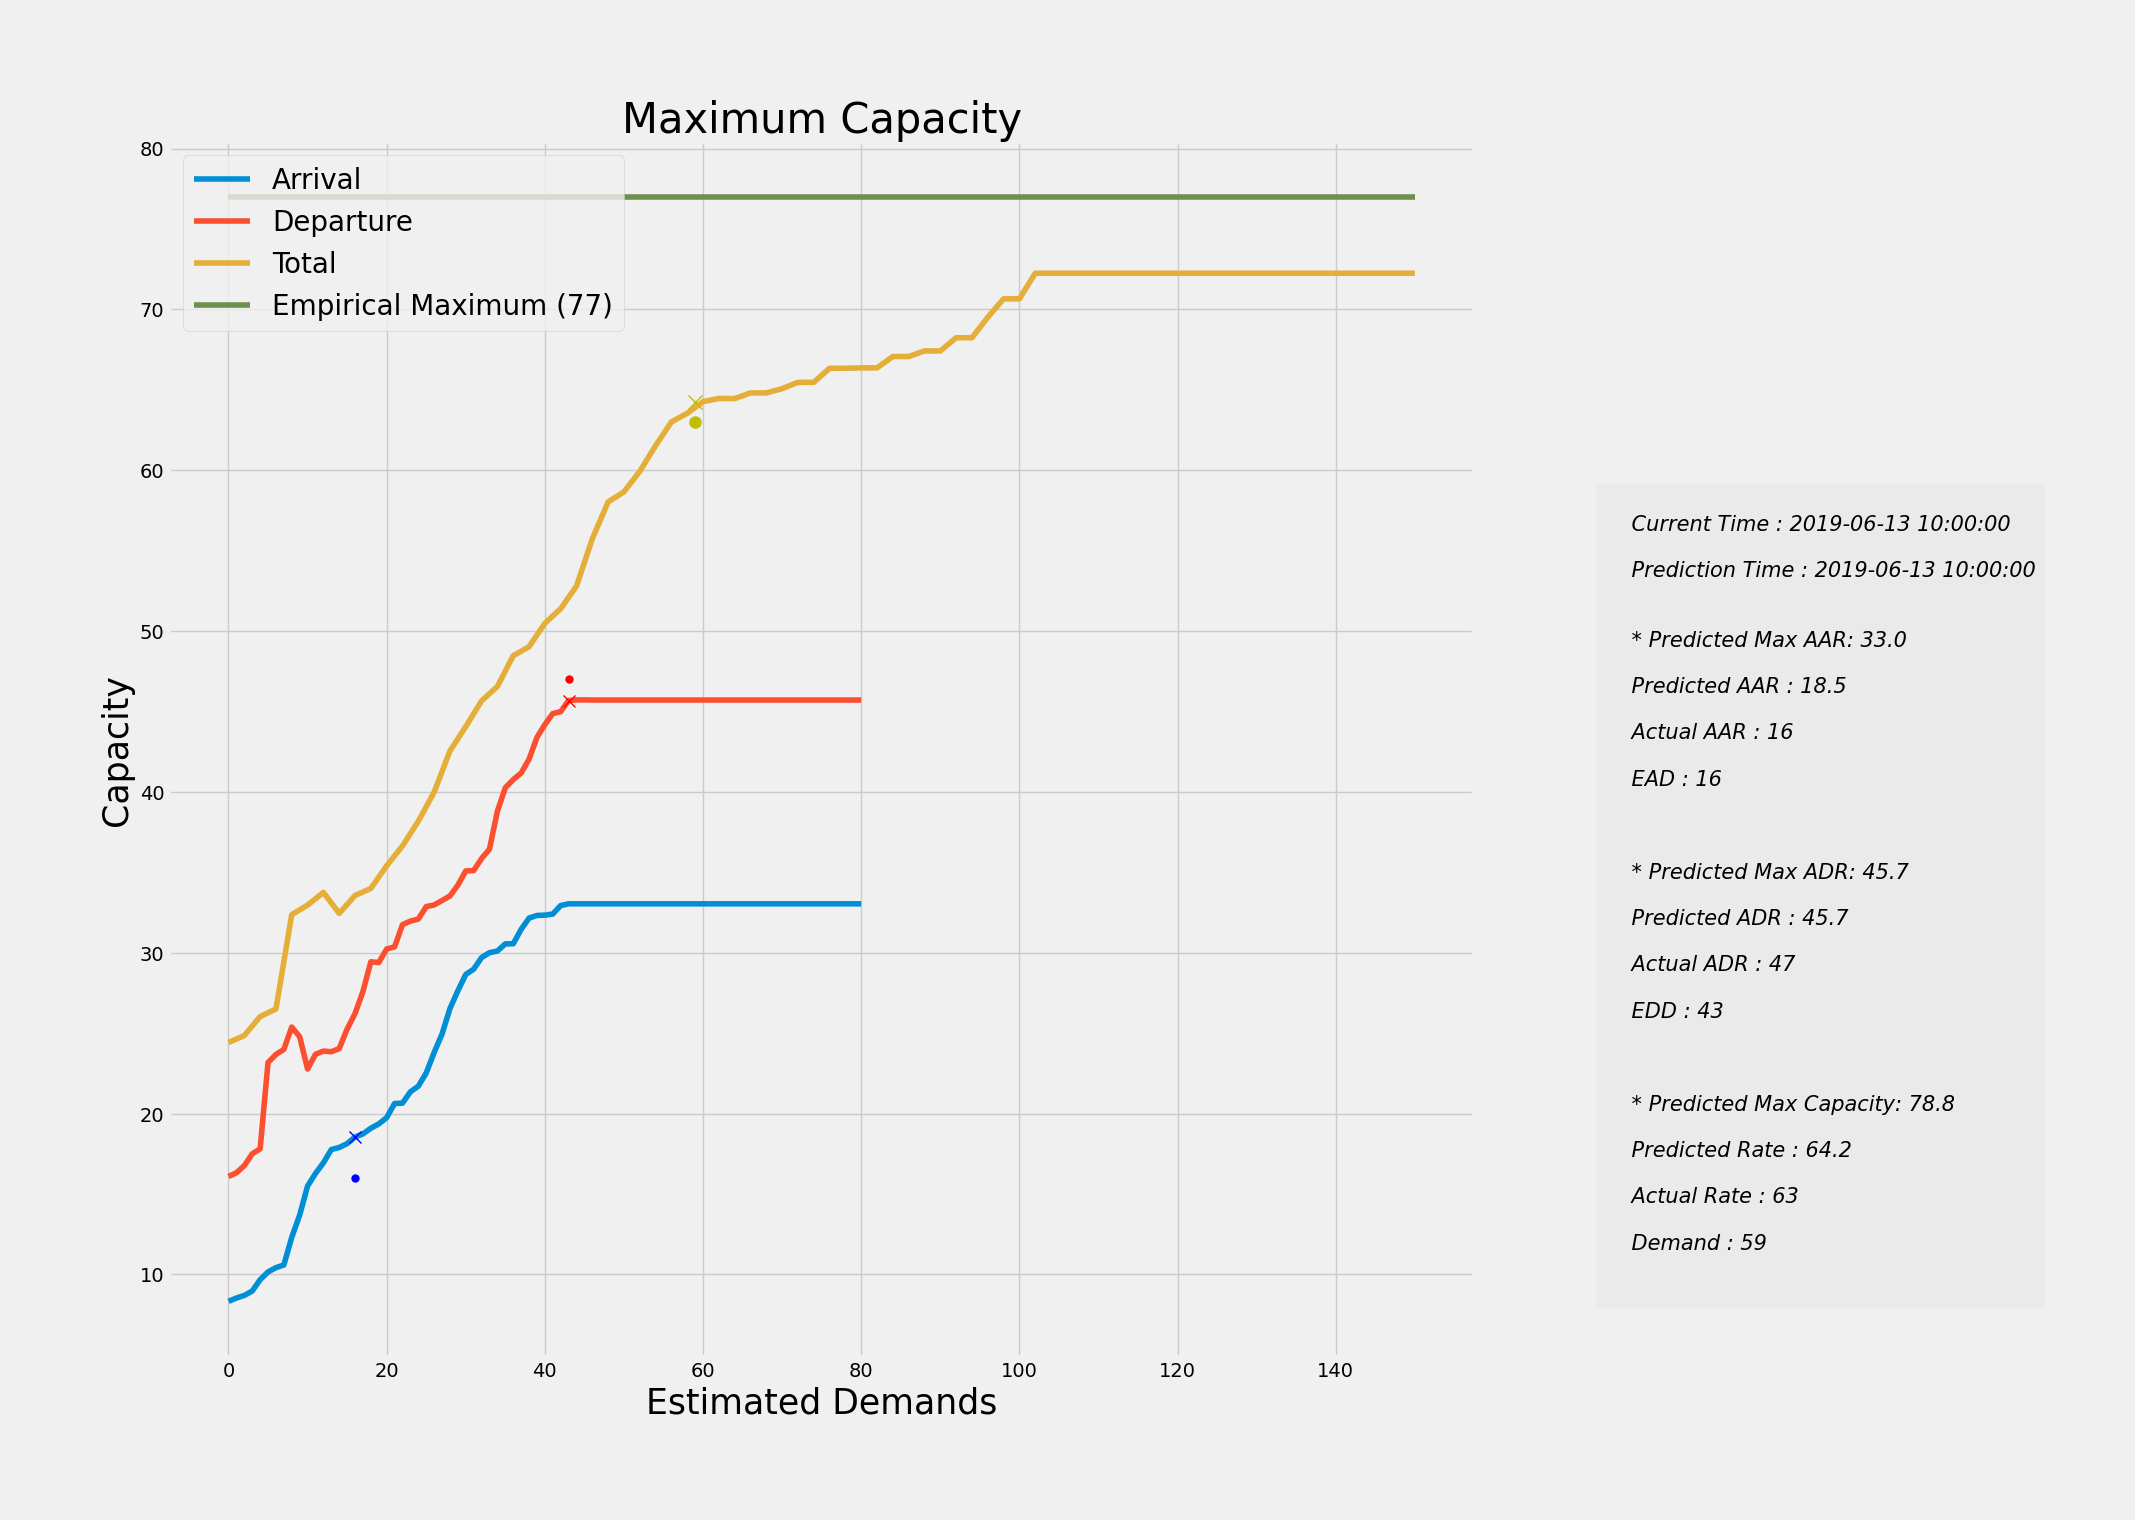 Maximum Capacity
Arrival
Departure
Total
Empirical Maximum (77)
80
70
60
50
40
30
20
10
Capacity
0 20 40 60 80 100 120 140
Estimated Demands
Current Time : 2019-06-13 10:00:00
Prediction Time : 2019-06-13 10:00:00
* Predicted Max AAR: 33.0
Predicted AAR : 18.5
Actual AAR : 16
EAD : 16
* Predicted Max ADR: 45.7
Predicted ADR : 45.7
Actual ADR : 47
EDD : 43
* Predicted Max Capacity: 78.8
Predicted Rate : 64.2
Actual Rate : 63
Demand : 59